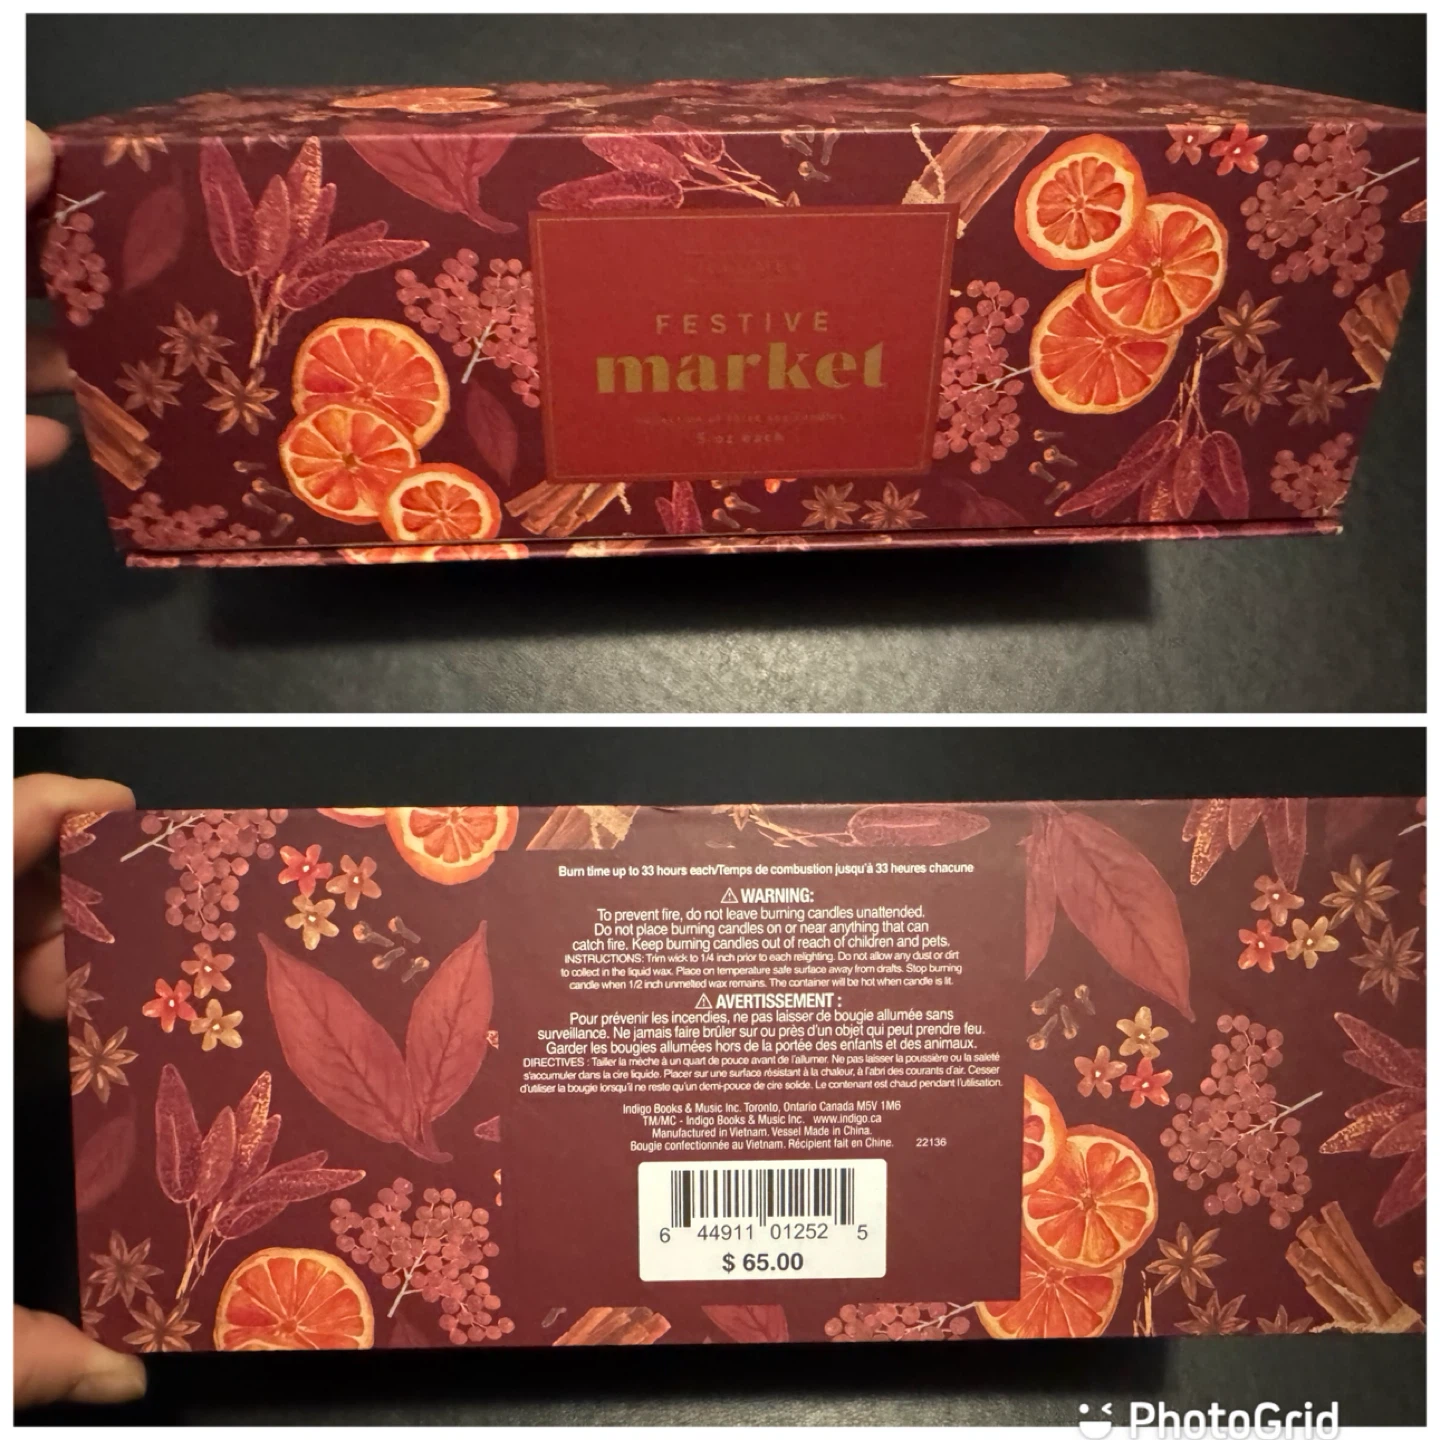 FESTIVE
market
collection of three soy candles
5 oz each
Burn time up to 33 hours each/Temps de combustion jusqu'à 33 heures chacune
⚠ WARNING:
To prevent fire, do not leave burning candles unattended.
Do not place burning candles on or near anything that can
catch fire. Keep burning candles out of reach of children and pets.
INSTRUCTIONS: Trim wick to 1/4 inch prior to each relighting. Do not allow any dust or dirt
to collect in the liquid wax. Place on temperature safe surface away from drafts. Stop burning
candle when 1/2 inch unmelted wax remains. The container will be hot when candle is lit.
⚠ AVERTISSEMENT :
Pour prévenir les incendies, ne pas laisser de bougie allumée sans
surveillance. Ne jamais faire brûler sur ou près d'un objet qui peut prendre feu.
Garder les bougies allumées hors de la portée des enfants et des animaux.
DIRECTIVES : Tailler la mèche à un quart de pouce avant de l'allumer. Ne pas laisser la poussière ou la saleté
s'accumuler dans la cire liquide. Placer sur une surface résistant à la chaleur, à l'abri des courants d'air. Cesser
d'utiliser la bougie lorsqu'il ne reste qu'un demi-pouce de cire solide. Le contenant est chaud pendant l'utilisation.
Indigo Books & Music Inc. Toronto, Ontario Canada M5V 1M6
TM/MC - Indigo Books & Music Inc. www.indigo.ca
Manufactured in Vietnam. Vessel Made in China.
Bougie confectionnée au Vietnam. Récipient fait en Chine. 22136
6 44911 01252 5
$ 65.00
PhotoGrid